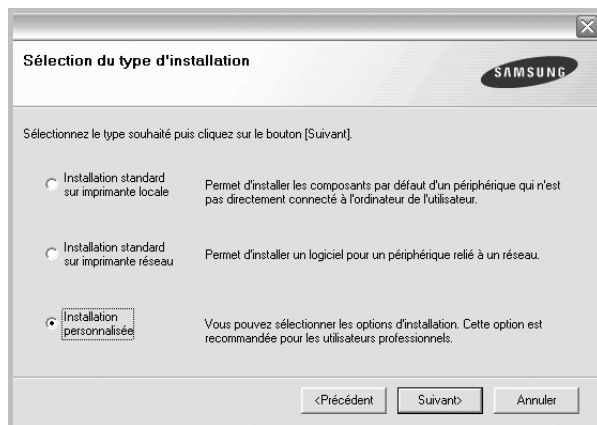 Sélection du type d'installation
SAMSUNG
Sélectionnez le type souhaité puis cliquez sur le bouton [Suivant].
Installation standard
sur imprimante locale
Permet d'installer les composants par défaut d'un périphérique qui n'est
pas directement connecté à l'ordinateur de l'utilisateur.
Installation standard
sur imprimante réseau
Permet d'installer un logiciel pour un périphérique relié à un réseau.
Installation
personnalisée
Vous pouvez sélectionner les options d'installation. Cette option est
recommandée pour les utilisateurs professionnels.
<Précédent
Suivant>
Annuler